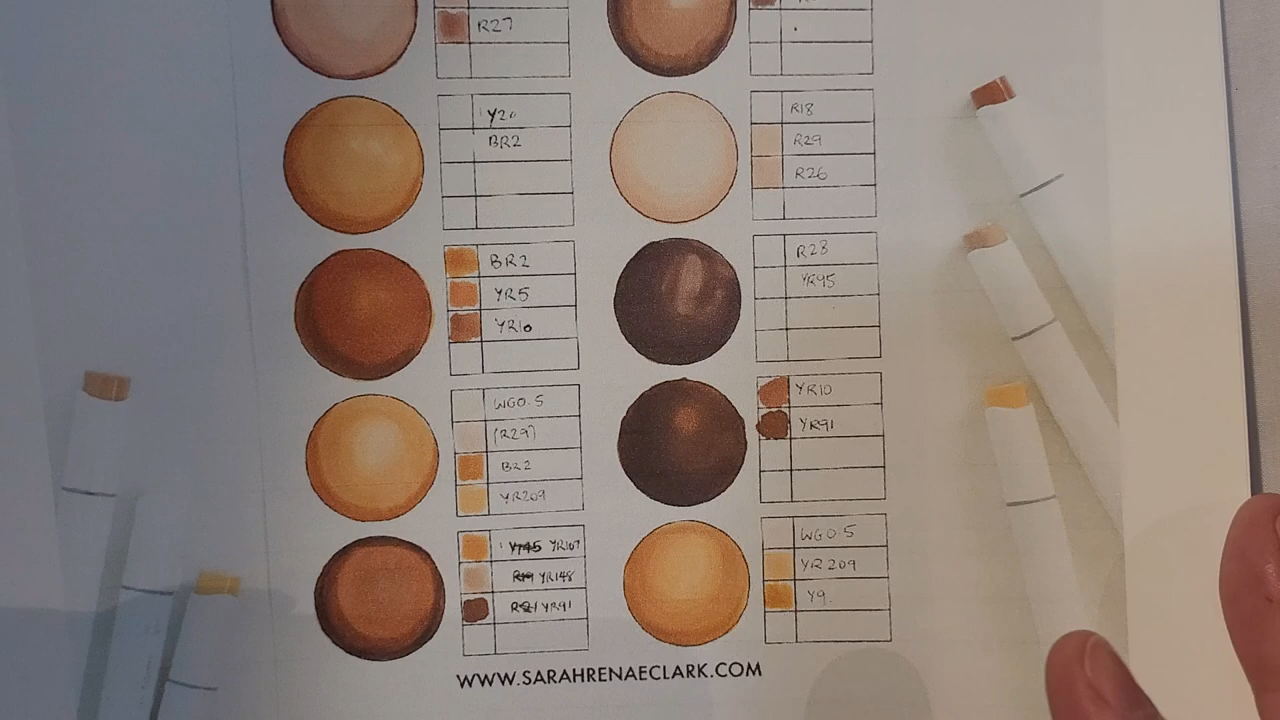 R27
Y20
BR2
BR2
YR5
YR10
WG0.5
(R29)
BR2
YR209
YR107
YR148
YR91
R18
R29
R26
R28
YR95
YR10
YR91
WG0.5
YR209
Y9
WWW.SARAHRENAECLARK.COM